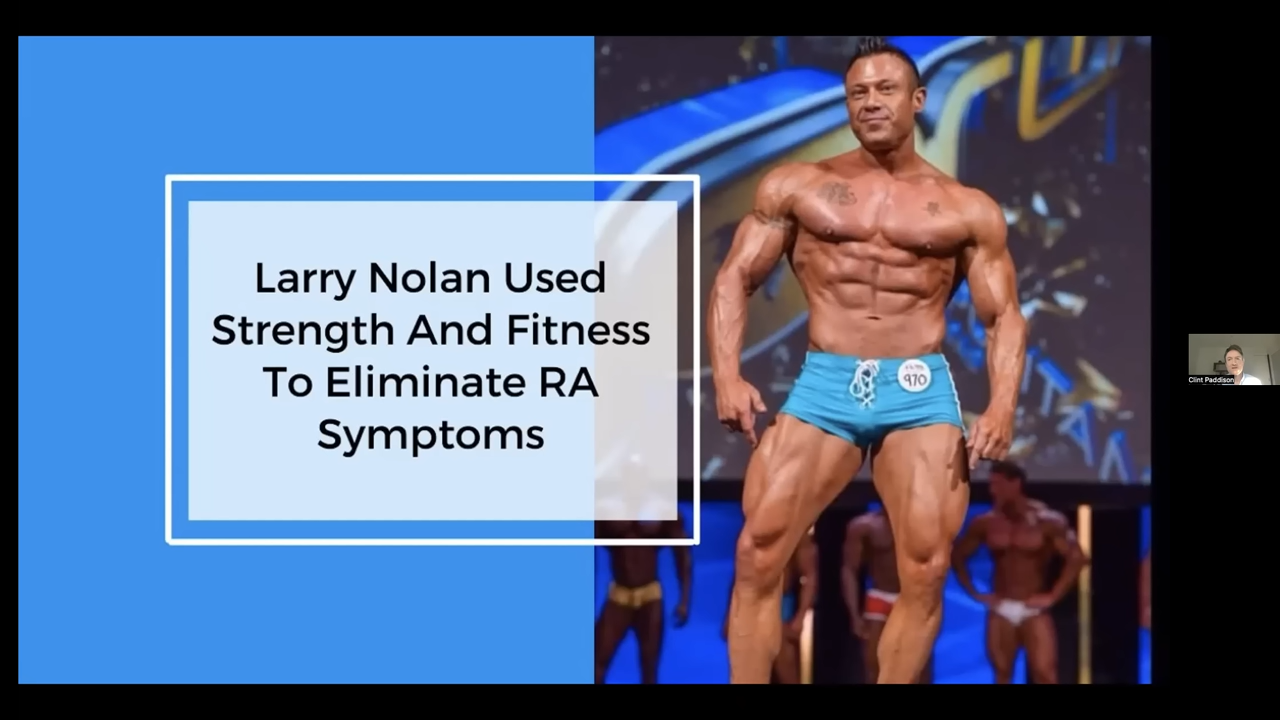 Larry Nolan Used
Strength And Fitness
To Eliminate RA
Symptoms
970
Clint Paddison